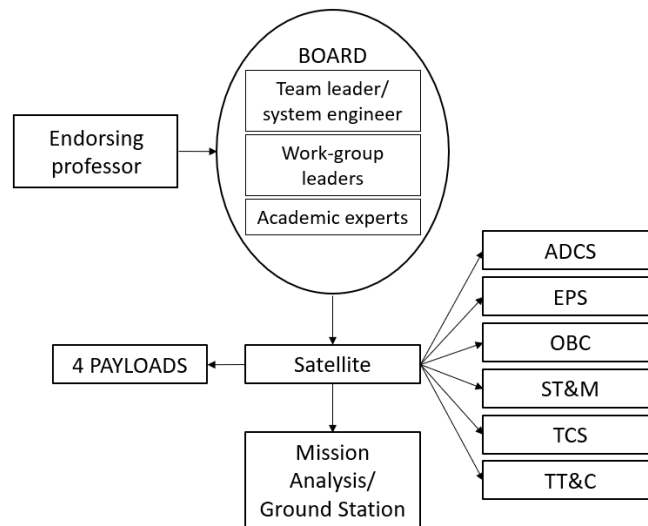 BOARD
Team leader/
system engineer
Work-group
leaders
Academic experts
Endorsing
professor
ADCS
EPS
OBC
ST&M
TCS
TT&C
4 PAYLOADS
Satellite
Mission
Analysis/
Ground Station